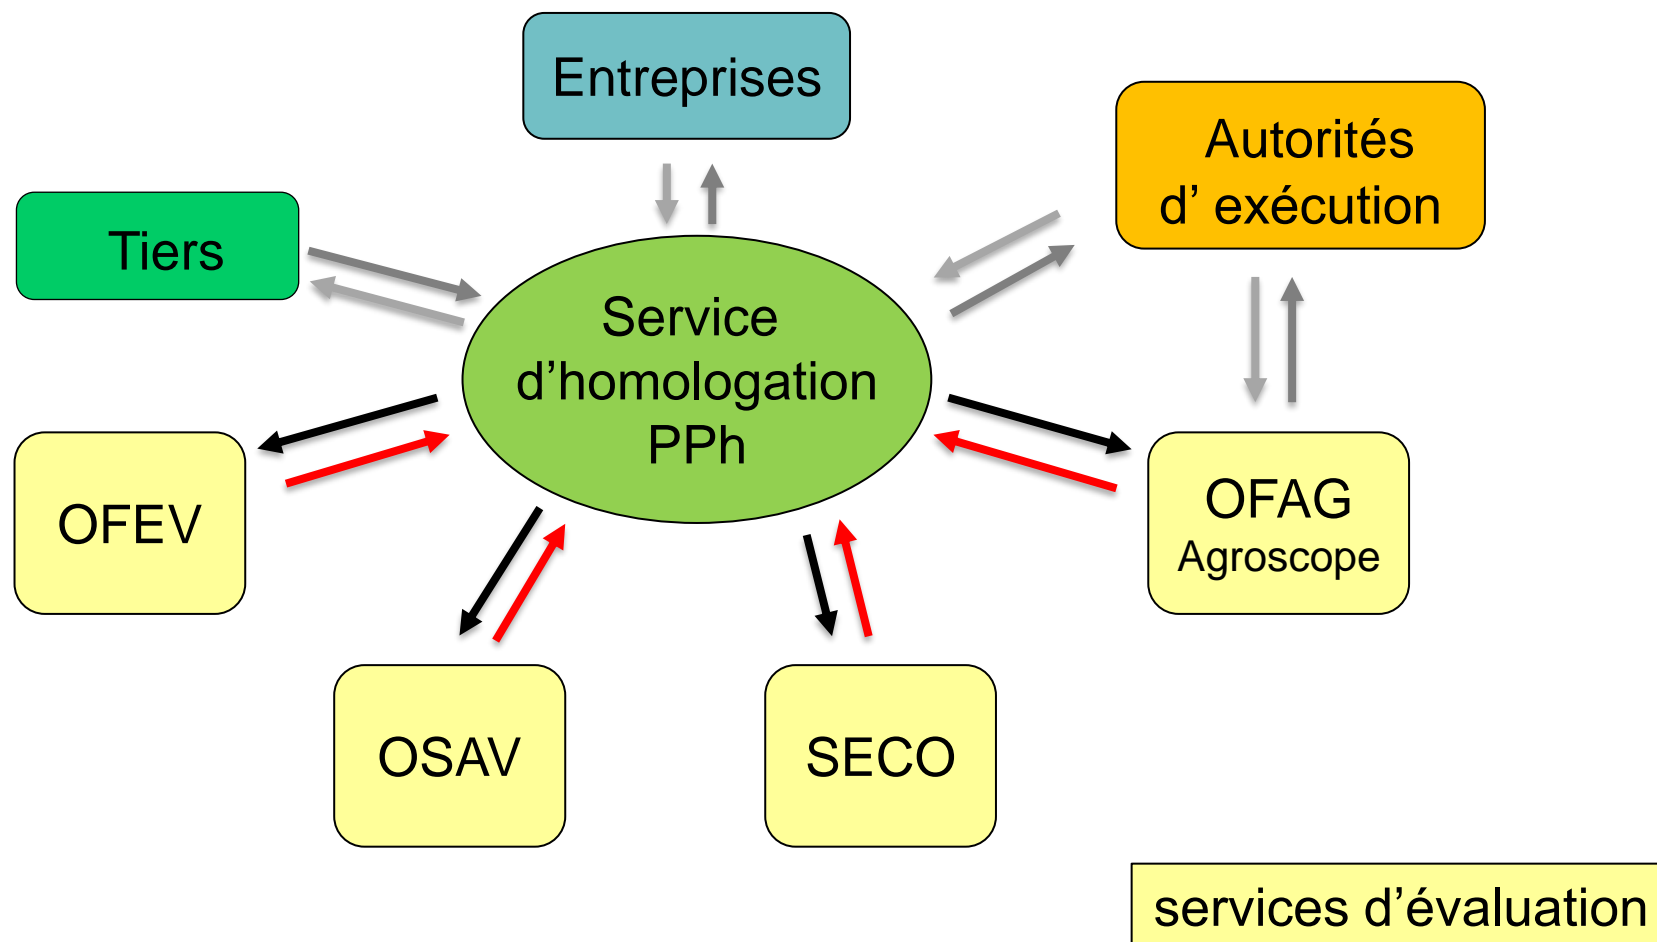 Entreprises
Autorités
d’ exécution
Tiers
Service
d’homologation
PPh
OFEV
OFAG
Agroscope
OSAV
SECO
services d’évaluation